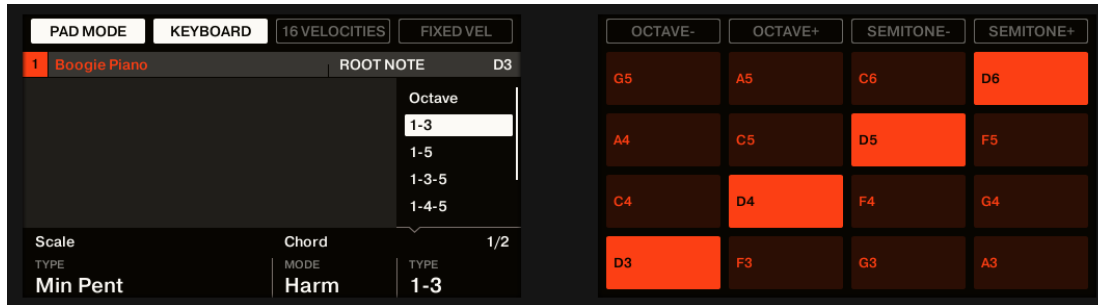 PAD MODE KEYBOARD 16 VELOCITIES FIXED VEL
1 Boogie Piano ROOT NOTE D3
Octave
1-3
1-5
1-3-5
1-4-5
Scale Chord 1/2
TYPE MODE TYPE
Min Pent Harm 1-3
OCTAVE- OCTAVE+ SEMITONE- SEMITONE+
G5 A5 C6 D6
A4 C5 D5 F5
C4 D4 F4 G4
D3 F3 G3 A3